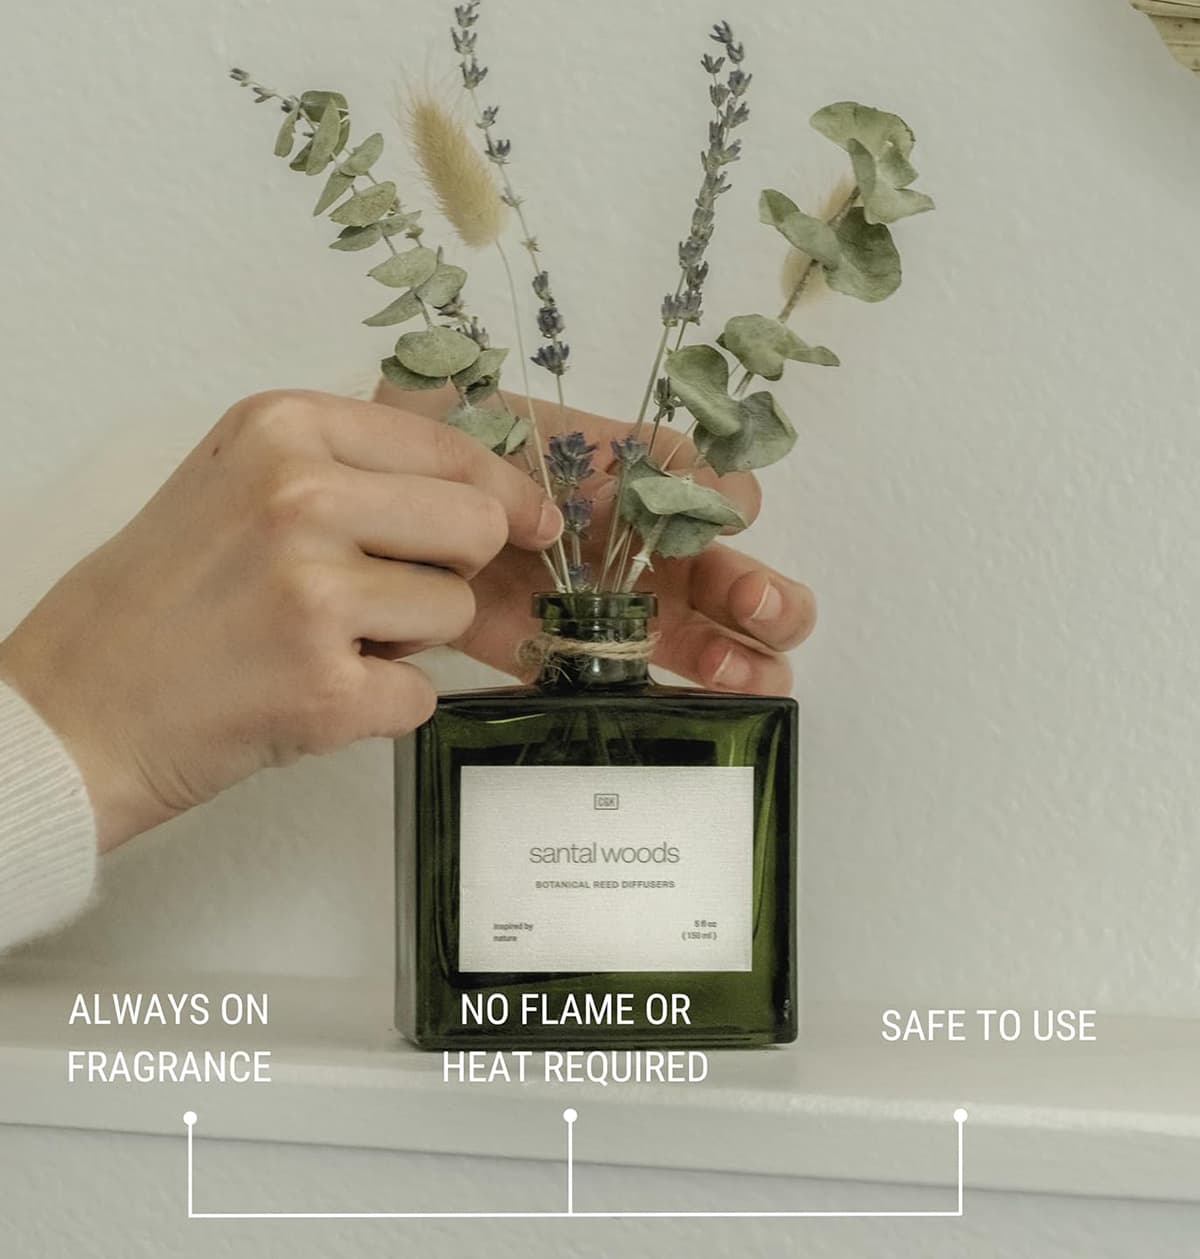 C&K
santal woods
BOTANICAL REED DIFFUSERS
inspired by
nature
5 fl oz
(150 ml)
ALWAYS ON
FRAGRANCE
NO FLAME OR
HEAT REQUIRED
SAFE TO USE